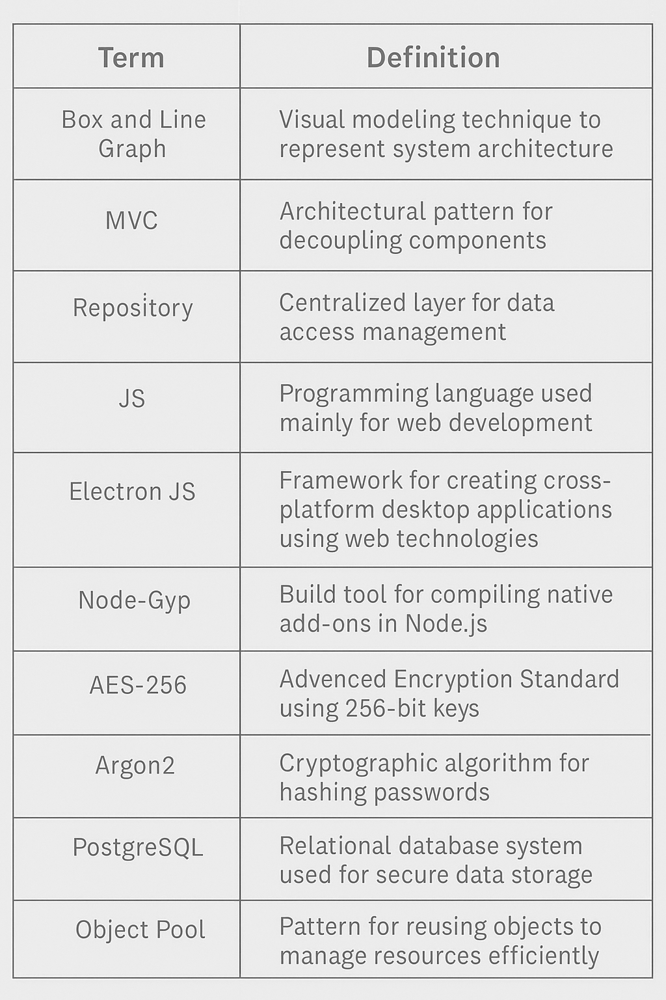 Term
Definition
Box and Line
Graph
Visual modeling technique to
represent system architecture
MVC
Architectural pattern for
decoupling components
Repository
Centralized layer for data
access management
JS
Programming language used
mainly for web development
Electron JS
Framework for creating cross-
platform desktop applications
using web technologies
Node-Gyp
Build tool for compiling native
add-ons in Node.js
AES-256
Advenced Encryption Standard
using 256-bit keys
Argon2
Cryptographic algorithm for
hashing passwords
PostgreSQL
Relational database system
used for secure data storage
Object Pool
Pattern for reusing objects to
manage resources efficiently